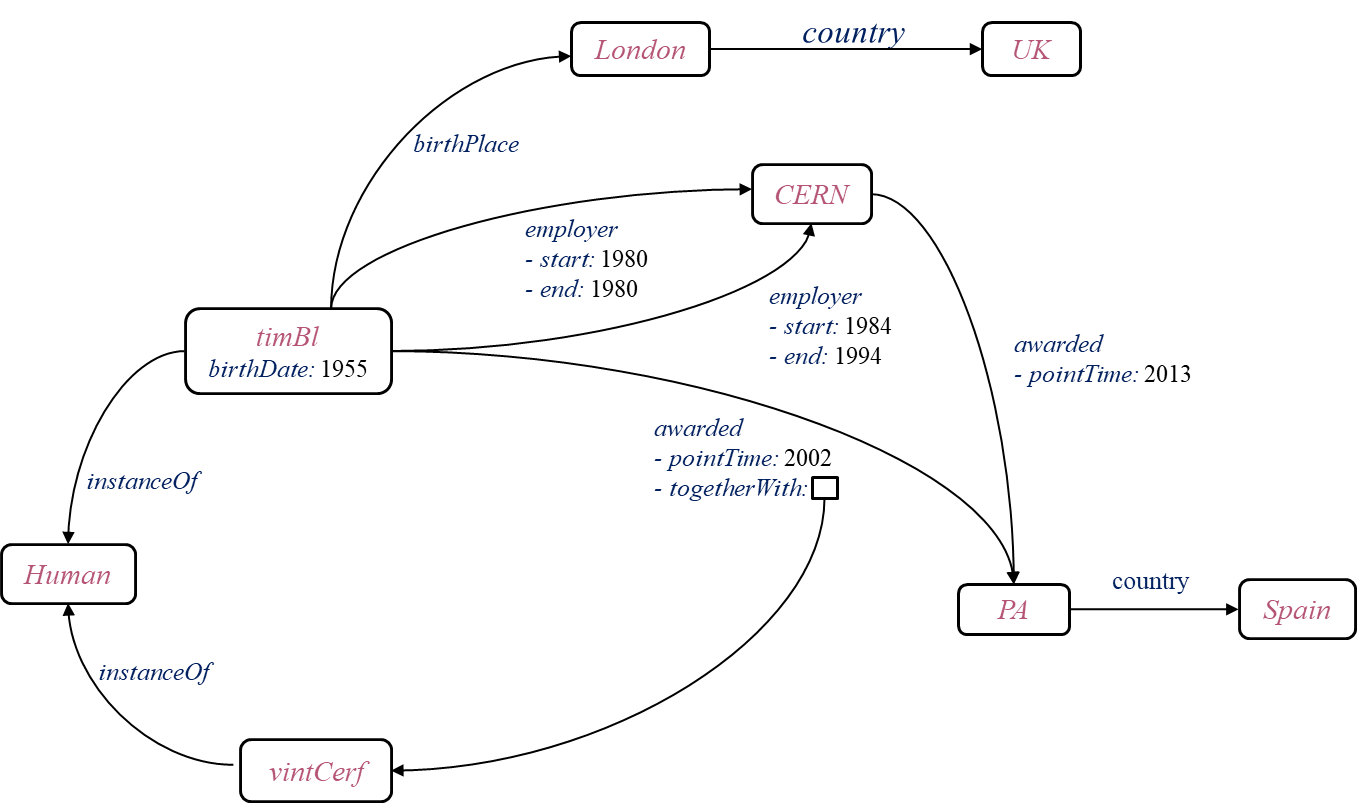 London
country
UK
birthPlace
CERN
employer
- start: 1980
- end: 1980
employer
- start: 1984
- end: 1994
timBl
birthDate: 1955
awarded
- pointTime: 2013
awarded
- pointTime: 2002
- togetherWith:
instanceOf
Human
PA
country
Spain
instanceOf
vintCerf